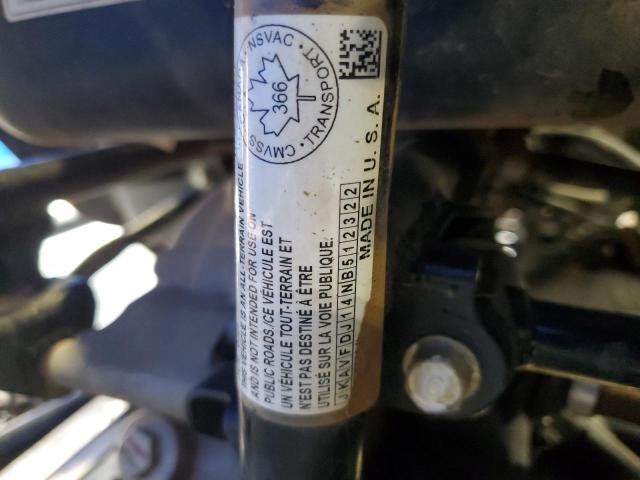 CMVSS
NSVAC
366
TRANSPORT
THIS VEHICLE IS AN ALL-TERRAIN VEHICLE
AND IS NOT INTENDED FOR USE ON
PUBLIC ROADS./CE VÉHICULE EST
UN VÉHICULE TOUT-TERRAIN ET
N'EST PAS DESTINÉ À ÊTRE
UTILISÉ SUR LA VOIE PUBLIQUE.
JKAVFDJ14NB512322
MADE IN U. S. A.